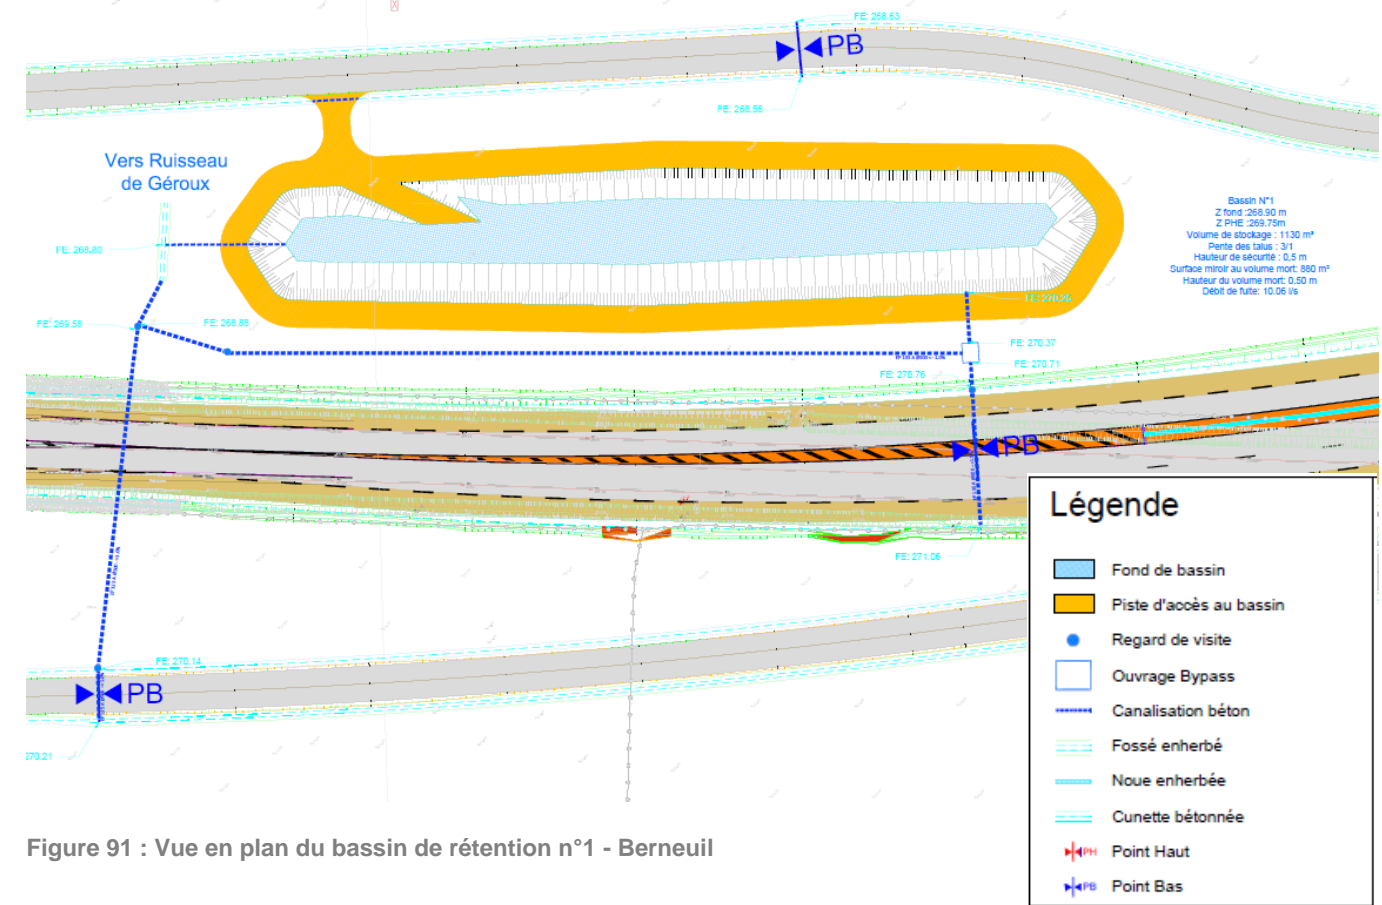 FE: 268.63
PB
FE: 268.55
Vers Ruisseau
de Géroux
FE: 268.80
Bassin N°1
Z fond :268.90 m
Z PHE :269.75m
Volume de stockage : 1130 m³
Pente des talus : 3/1
Hauteur de sécurité : 0,5 m
Surface miroir au volume mort: 880 m²
Hauteur du volume mort: 0.50 m
Débit de fuite: 10.06 l/s
FE: 270.25
FE: 269.58
FE: 268.86
FE: 270.37
FE: 270.76
FE: 270.71
PB
FE: 271.06
FE: 270.14
PB
270.21
Légende
Fond de bassin
Piste d'accès au bassin
Regard de visite
Ouvrage Bypass
Canalisation béton
Fossé enherbé
Noue enherbée
Cunette bétonnée
PH Point Haut
PB Point Bas
Figure 91 : Vue en plan du bassin de rétention n°1 - Berneuil